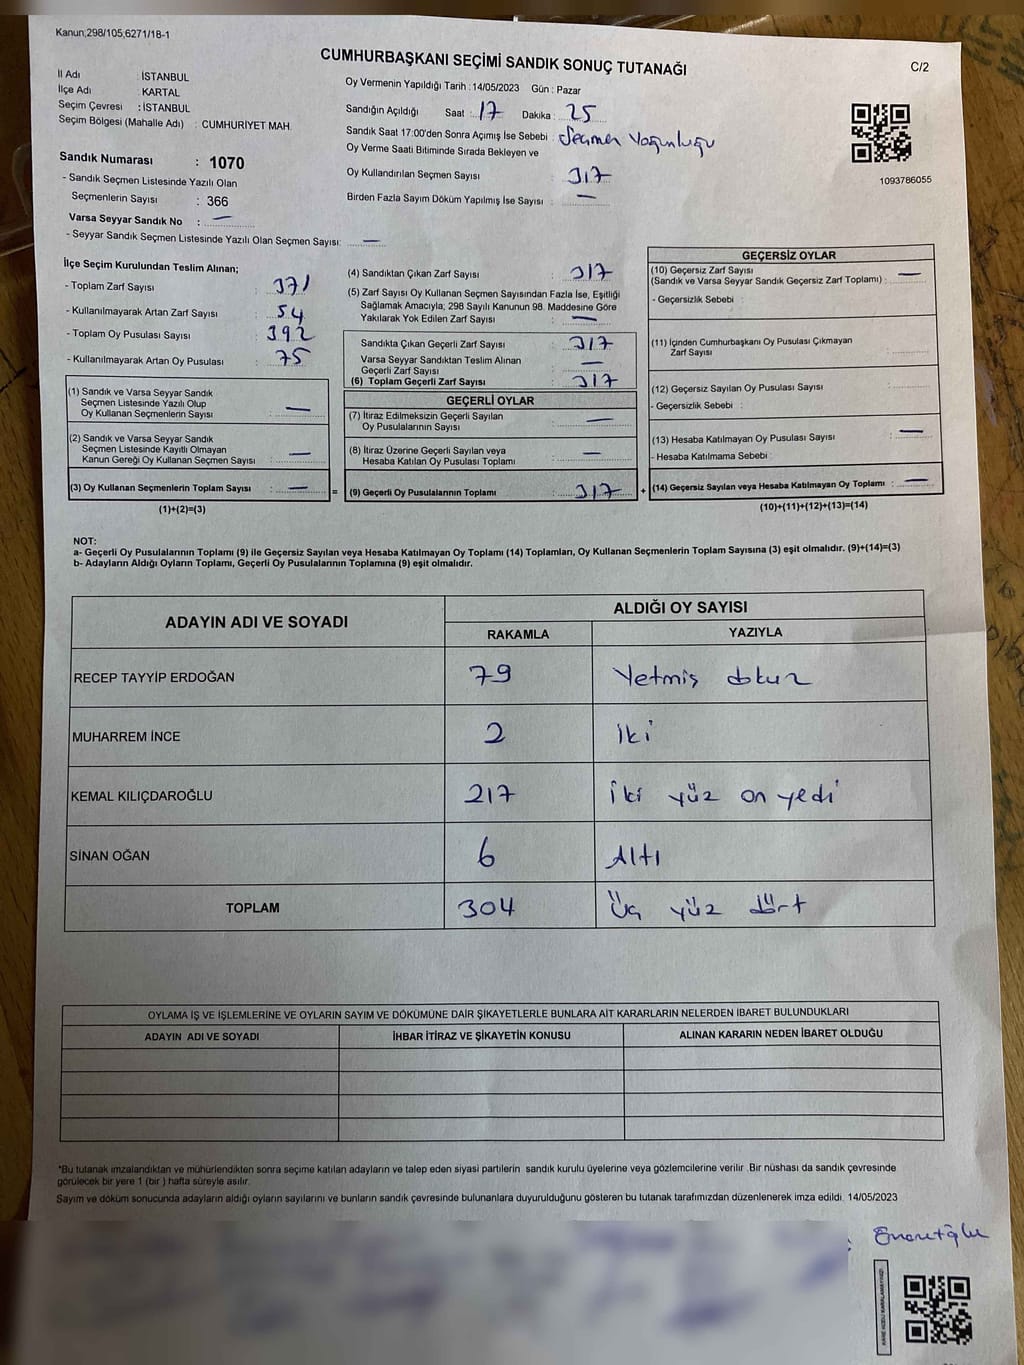 Kanun;298/105;6271/18-1
CUMHURBAŞKANI SEÇİMİ SANDIK SONUÇ TUTANAĞI
C/2
İl Adı : İSTANBUL
İlçe Adı : KARTAL
Seçim Çevresi : İSTANBUL
Seçim Bölgesi (Mahalle Adı) : CUMHURİYET MAH.
Sandık Numarası : 1070
- Sandık Seçmen Listesinde Yazılı Olan
Seçmenlerin Sayısı : 366
Varsa Seyyar Sandık No : —
- Seyyar Sandık Seçmen Listesinde Yazılı Olan Seçmen Sayısı: —
Oy Vermenin Yapıldığı Tarih : 14/05/2023 Gün : Pazar
Sandığın Açıldığı Saat : 17 Dakika : 25
Sandık Saat 17:00'den Sonra Açımış İse Sebebi : Seçmen Yoğunluğu
Oy Verme Saati Bitiminde Sırada Bekleyen ve
Oy Kullandırılan Seçmen Sayısı : 317
Birden Fazla Sayım Döküm Yapılmış İse Sayısı : —
1093786055
İlçe Seçim Kurulundan Teslim Alınan;
- Toplam Zarf Sayısı : 371
- Kullanılmayarak Artan Zarf Sayısı : 54
- Toplam Oy Pusulası Sayısı : 392
- Kullanılmayarak Artan Oy Pusulası : 75
(1) Sandık ve Varsa Seyyar Sandık
Seçmen Listesinde Yazılı Olup
Oy Kullanan Seçmenlerin Sayısı : —
(2) Sandık ve Varsa Seyyar Sandık
Seçmen Listesinde Kayıtlı Olmayan
Kanun Gereği Oy Kullanan Seçmen Sayısı : —
(3) Oy Kullanan Seçmenlerin Toplam Sayısı : — =
(1)+(2)=(3)
(4) Sandıktan Çıkan Zarf Sayısı : 317
(5) Zarf Sayısı Oy Kullanan Seçmen Sayısından Fazla İse, Eşitliği
Sağlamak Amacıyla; 298 Sayılı Kanunun 98. Maddesine Göre
Yakılarak Yok Edilen Zarf Sayısı : —
Sandıkta Çıkan Geçerli Zarf Sayısı : 317
Varsa Seyyar Sandıktan Teslim Alınan
Geçerli Zarf Sayısı : —
(6) Toplam Geçerli Zarf Sayısı : 317
GEÇERLİ OYLAR
(7) İtiraz Edilmeksizin Geçerli Sayılan
Oy Pusulalarının Sayısı : —
(8) İtiraz Üzerine Geçerli Sayılan veya
Hesaba Katılan Oy Pusulası Toplamı : —
(9) Geçerli Oy Pusulalarının Toplamı : 317 +
GEÇERSİZ OYLAR
(10) Geçersiz Zarf Sayısı
(Sandık ve Varsa Seyyar Sandık Geçersiz Zarf Toplamı) : —
- Geçersizlik Sebebi :
(11) İçinden Cumhurbaşkanı Oy Pusulası Çıkmayan
Zarf Sayısı :
(12) Geçersiz Sayılan Oy Pusulası Sayısı :
- Geçersizlik Sebebi :
(13) Hesaba Katılmayan Oy Pusulası Sayısı : —
- Hesaba Katılmama Sebebi :
(14) Geçersiz Sayılan veya Hesaba Katılmayan Oy Toplamı : —
(10)+(11)+(12)+(13)=(14)
NOT:
a- Geçerli Oy Pusulalarının Toplamı (9) ile Geçersiz Sayılan veya Hesaba Katılmayan Oy Toplamı (14) Toplamları, Oy Kullanan Seçmenlerin Toplam Sayısına (3) eşit olmalıdır. (9)+(14)=(3)
b- Adayların Aldığı Oyların Toplamı, Geçerli Oy Pusulalarının Toplamına (9) eşit olmalıdır.
ADAYIN ADI VE SOYADI ALDIĞI OY SAYISI
RAKAMLA YAZIYLA
RECEP TAYYİP ERDOĞAN 79 Yetmiş dokuz
MUHARREM İNCE 2 İki
KEMAL KILIÇDAROĞLU 217 İki yüz on yedi
SİNAN OĞAN 6 Altı
TOPLAM 304 Üç yüz dört
OYLAMA İŞ VE İŞLEMLERİNE VE OYLARIN SAYIM VE DÖKÜMÜNE DAİR ŞİKAYETLERLE BUNLARA AİT KARARLARIN NELERDEN İBARET BULUNDUKLARI
ADAYIN ADI VE SOYADI İHBAR İTİRAZ VE ŞİKAYETİN KONUSU ALINAN KARARIN NEDEN İBARET OLDUĞU
*Bu tutanak imzalandıktan ve mühürlendikten sonra seçime katılan adayların ve talep eden siyasi partilerin sandık kurulu üyelerine veya gözlemcilerine verilir .Bir nüshası da sandık çevresinde
görülecek bir yere 1 (bir ) hafta süreyle asılır.
Sayım ve döküm sonucunda adayların aldığı oyların sayılarını ve bunların sandık çevresinde bulunanlara duyurulduğunu gösteren bu tutanak tarafımızdan düzenlenerek imza edildi. 14/05/2023